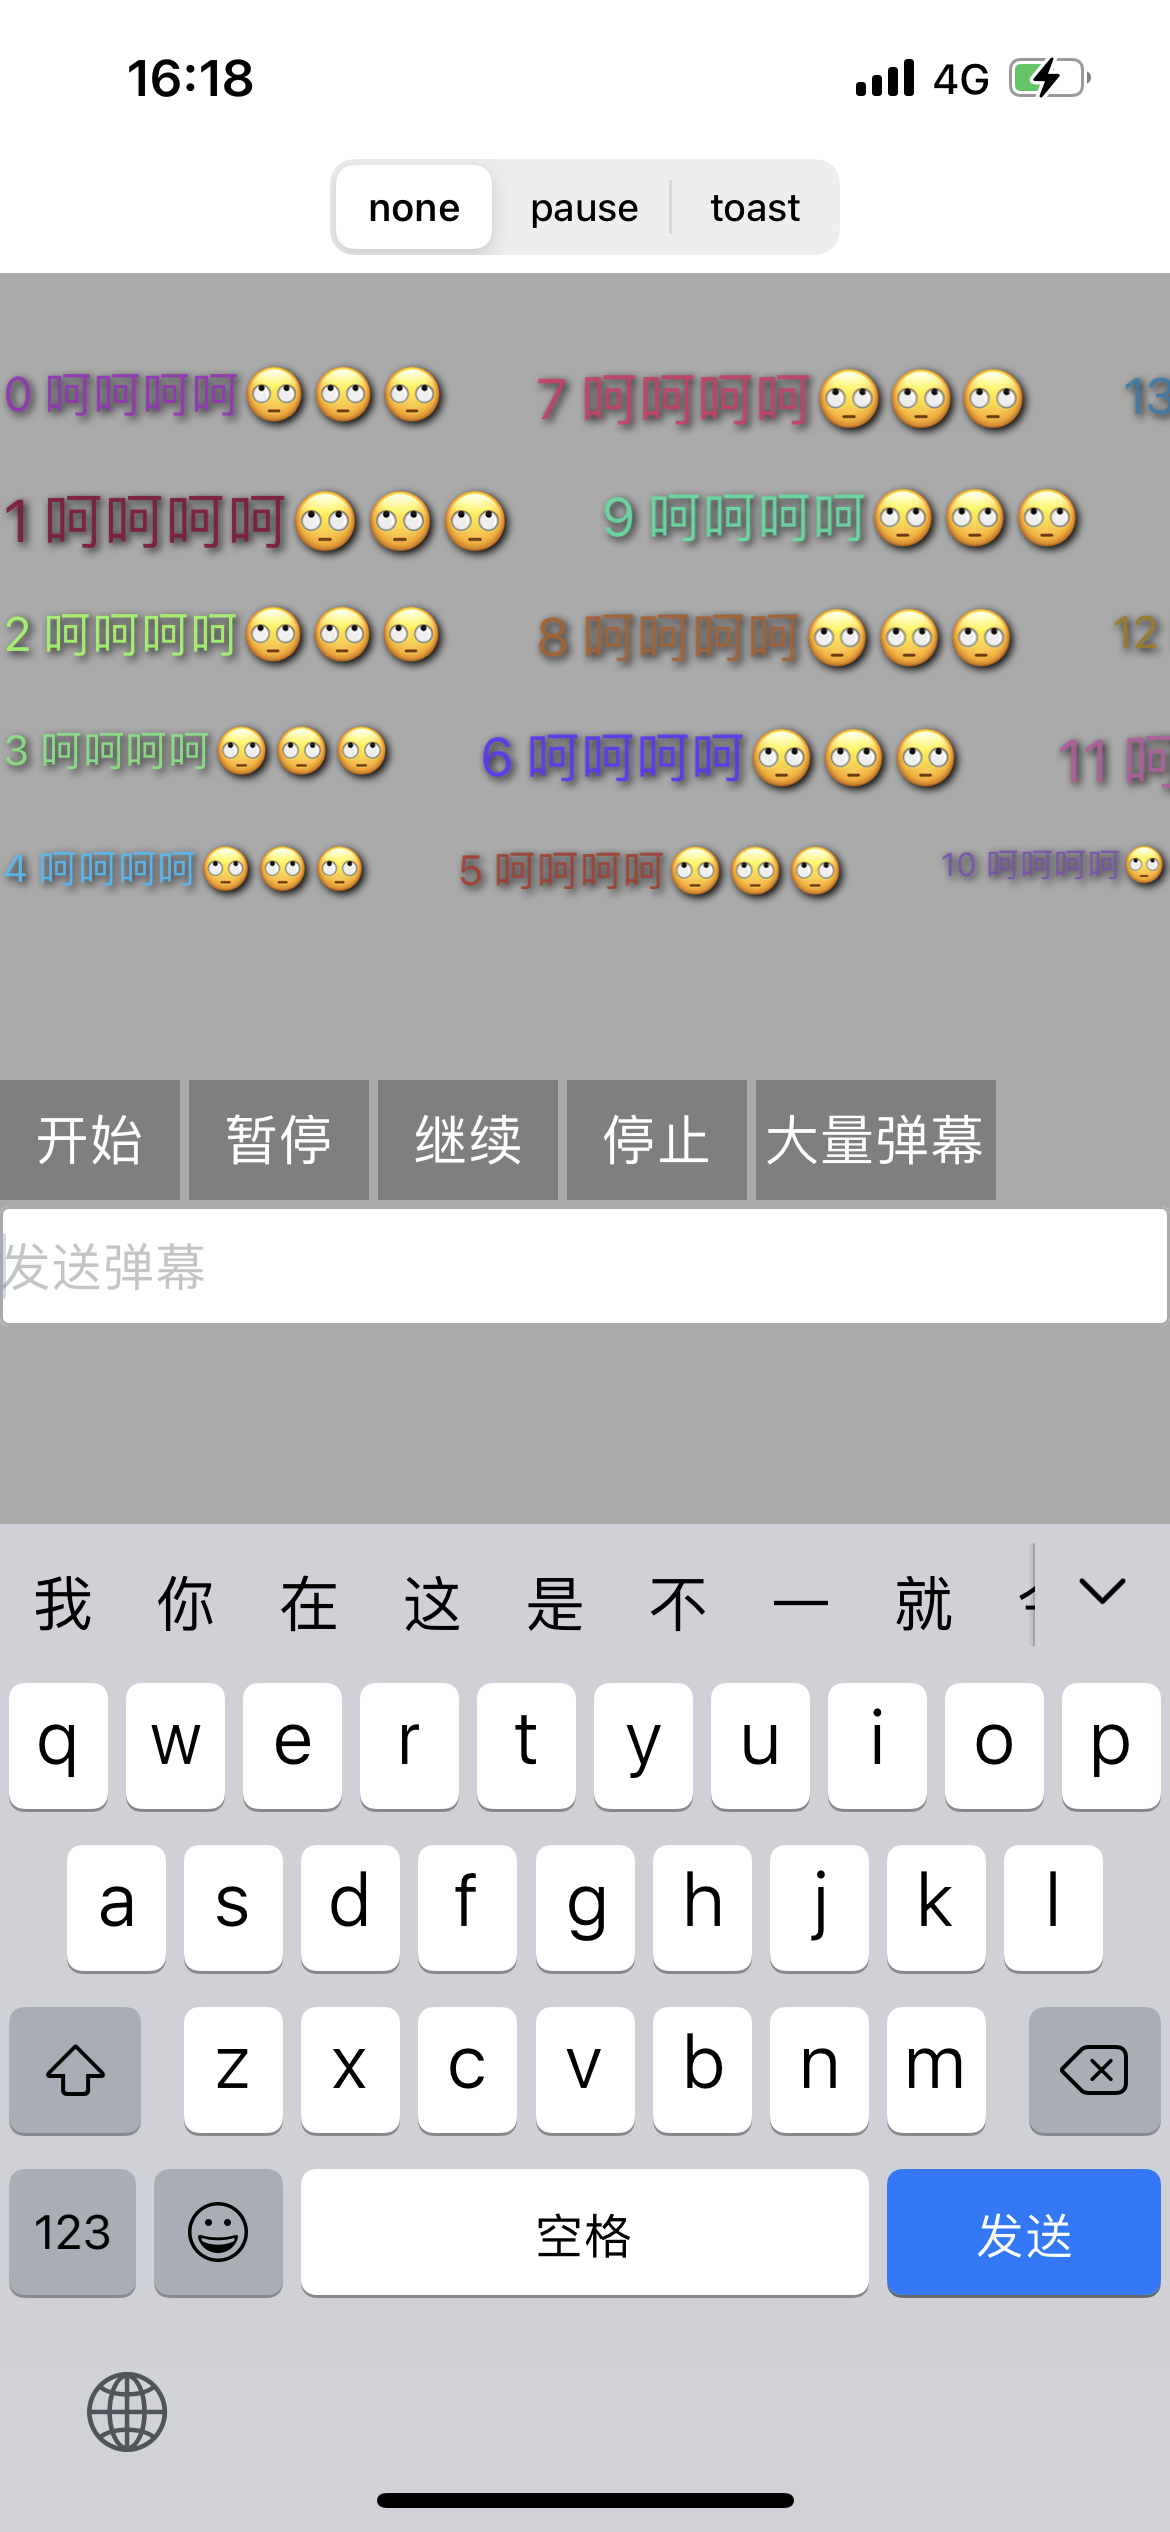 16:18 4G
none pause toast
0 呵呵呵呵🙄🙄🙄 7 呵呵呵呵🙄🙄🙄 13
1 呵呵呵呵🙄🙄🙄 9 呵呵呵呵🙄🙄🙄
2 呵呵呵呵🙄🙄🙄 8 呵呵呵呵🙄🙄🙄 12
3 呵呵呵呵🙄🙄🙄 6 呵呵呵呵🙄🙄🙄 11 呵
4 呵呵呵呵🙄🙄🙄 5 呵呵呵呵🙄🙄🙄 10 呵呵呵呵🙄
开始 暂停 继续 停止 大量弹幕
发送弹幕
我 你 在 这 是 不 一 就
q w e r t y u i o p
a s d f g h j k l
z x c v b n m
123 空格 发送